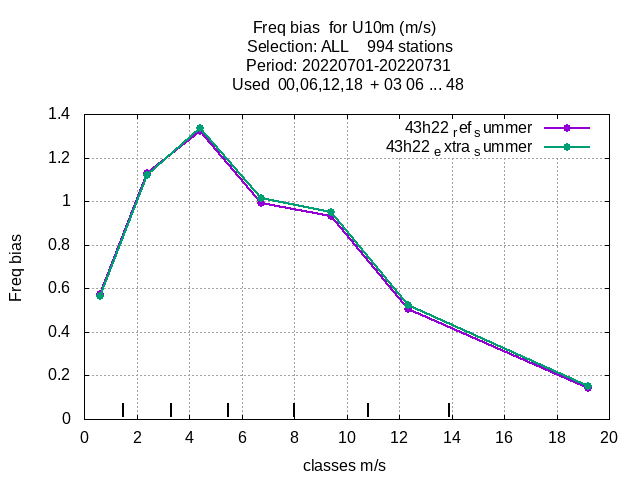 Freq bias  for U10m (m/s)
Selection: ALL    994 stations
Period: 20220701-20220731
Used  00,06,12,18  + 03 06 ... 48
43h22 ref summer
43h22 extra summer
1.4
1.2
1
0.8
0.6
0.4
0.2
0
Freq bias
0 2 4 6 8 10 12 14 16 18 20
classes m/s